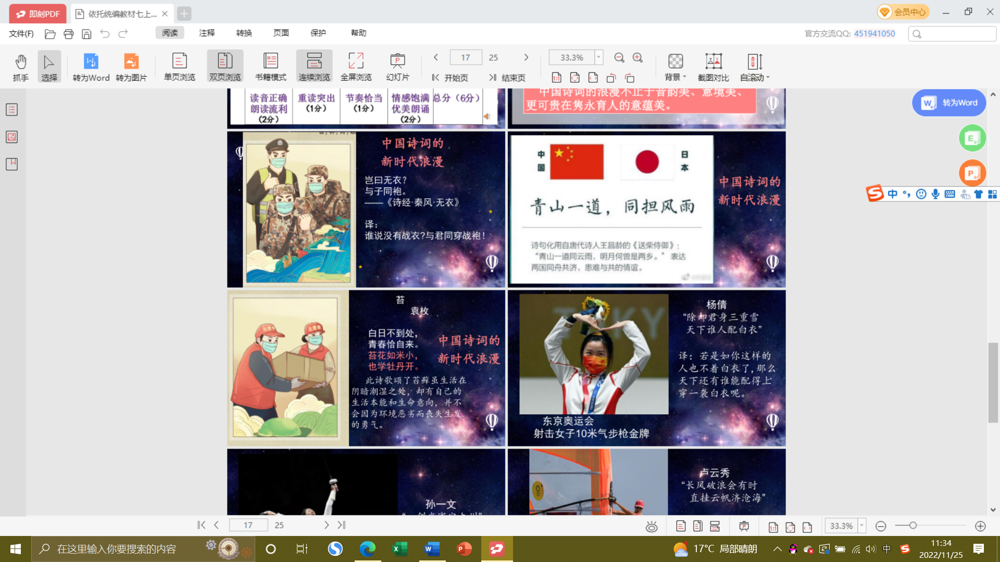 即刻PDF
依托统编教材七上...
会员中心
文件(F)
阅读
注释
转换
页面
保护
帮助
官方交流QQ: 451941050
抓手
选择
转为Word
转为图片
单页浏览
双页浏览
书籍模式
连续浏览
全屏浏览
幻灯片
17
25
开始页
结束页
33.3%
背景
截图对比
自滚动
读音正确
朗读流利
(2分)
重读突出
(1分)
节奏恰当
(1分)
情感饱满
优美朗诵
(2分)
总分（6分）
中国诗词的浪漫不止于音韵美、意境美、
更可贵在隽永育人的意蕴美。
转为Word
中国诗词的
新时代浪漫
岂曰无衣？
与子同袍。
——《诗经·秦风·无衣》
译：
谁说没有战衣?与君同穿战袍！
中国
日本
青山一道，同担风雨
诗句化用自唐代诗人王昌龄的《送柴侍御》：
“青山一道同云雨，明月何曾是两乡。” 表达
两国同舟共济，患难与共的情谊。
中国诗词的
新时代浪漫
中
苔
袁枚
白日不到处，
青春恰自来。
苔花如米小，
也学牡丹开。
中国诗词的
新时代浪漫
此诗歌颂了苔藓虽生活在
阴暗潮湿之处，却有自己的
生活本能和生命意向，并不
会因为环境恶劣而丧失生发
的勇气。
TOKY
杨倩
“除却君身三重雪
天下谁人配白衣”
译：若是如你这样的
人也不着白衣了，那么
天下还有谁能配得上
穿一袭白衣呢。
东京奥运会
射击女子10米气步枪金牌
孙一文
卢云秀
“长风破浪会有时
直挂云帆济沧海”
17
25
33.3%
在这里输入你要搜索的内容
17°C 局部晴朗
中
11:34
2022/11/25